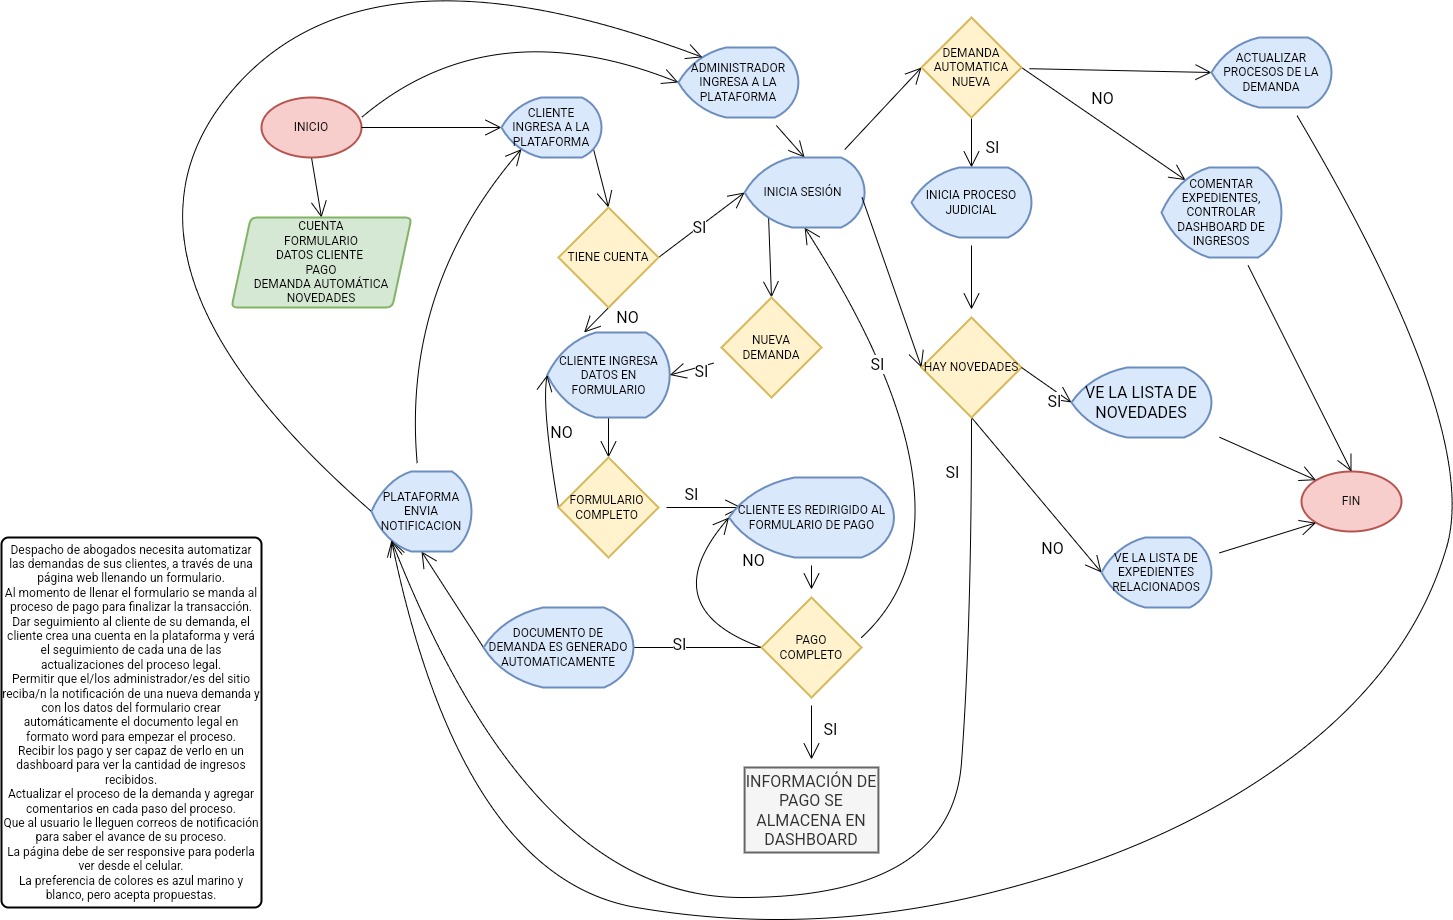 DEMANDA
AUTOMATICA
NUEVA
ACTUALIZAR
PROCESOS DE LA
DEMANDA
ADMINISTRADOR
INGRESA A LA
PLATAFORMA
NO
INICIO
CLIENTE
INGRESA A LA
PLATAFORMA
SI
INICIA SESIÓN
INICIA PROCESO
JUDICIAL
COMENTAR
EXPEDIENTES,
CONTROLAR
DASHBOARD DE
INGRESOS
CUENTA
FORMULARIO
DATOS CLIENTE
PAGO
DEMANDA AUTOMÁTICA
NOVEDADES
SI
TIENE CUENTA
NO
NUEVA
DEMANDA
CLIENTE INGRESA
DATOS EN
FORMULARIO
SI
SI
HAY NOVEDADES
SI
VE LA LISTA DE
NOVEDADES
NO
SI
PLATAFORMA
ENVIA
NOTIFICACION
FORMULARIO
COMPLETO
SI
CLIENTE ES REDIRIGIDO AL
FORMULARIO DE PAGO
FIN
NO
NO
VE LA LISTA DE
EXPEDIENTES
RELACIONADOS
DOCUMENTO DE
DEMANDA ES GENERADO
AUTOMATICAMENTE
SI
PAGO
COMPLETO
SI
INFORMACIÓN DE
PAGO SE
ALMACENA EN
DASHBOARD
Despacho de abogados necesita automatizar
las demandas de sus clientes, a través de una
página web llenando un formulario.
Al momento de llenar el formulario se manda al
proceso de pago para finalizar la transacción.
Dar seguimiento al cliente de su demanda, el
cliente crea una cuenta en la plataforma y verá
el seguimiento de cada una de las
actualizaciones del proceso legal.
Permitir que el/los administrador/es del sitio
reciba/n la notificación de una nueva demanda y
con los datos del formulario crear
automáticamente el documento legal en
formato word para empezar el proceso.
Recibir los pago y ser capaz de verlo en un
dashboard para ver la cantidad de ingresos
recibidos.
Actualizar el proceso de la demanda y agregar
comentarios en cada paso del proceso.
Que al usuario le lleguen correos de notificación
para saber el avance de su proceso.
La página debe de ser responsive para poderla
ver desde el celular.
La preferencia de colores es azul marino y
blanco, pero acepta propuestas.